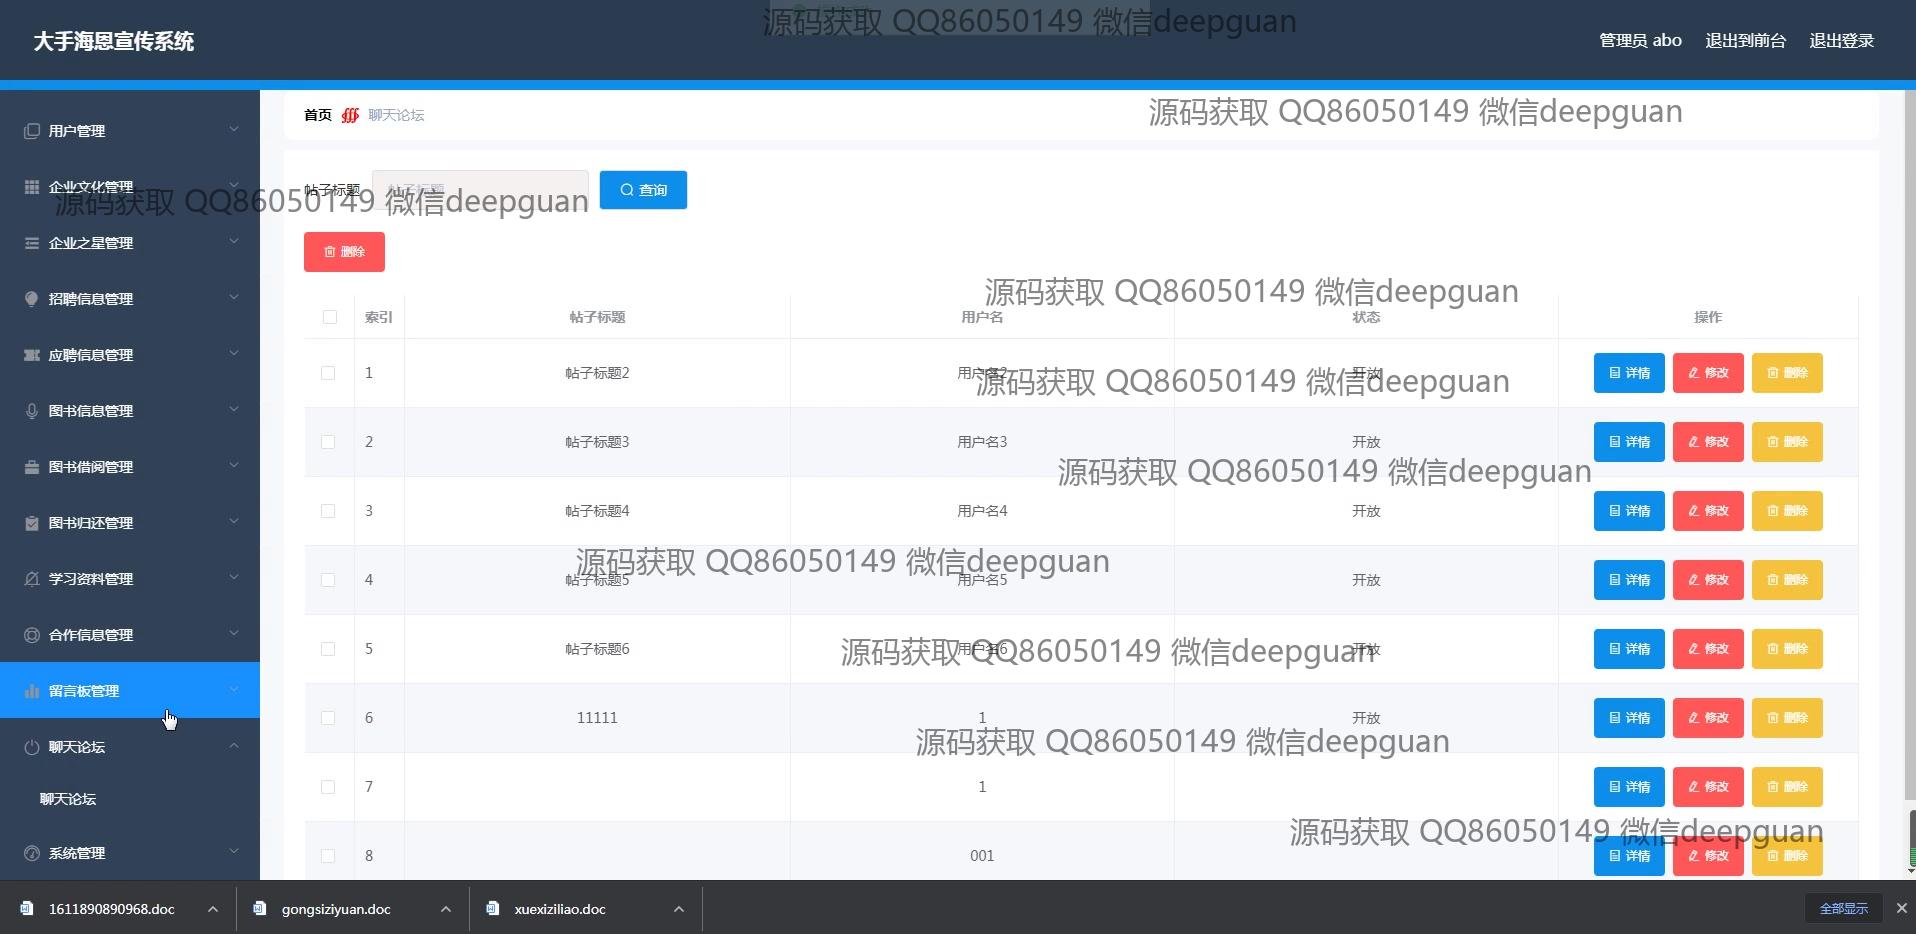 源码获取 QQ86050149 微信deepguan
大手海恩宣传系统
管理员 abo
退出到前台
退出登录
首页
聊天论坛
源码获取 QQ86050149 微信deepguan
用户管理
企业文化管理
帖子标题
帖子标题
查询
源码获取 QQ86050149 微信deepguan
企业之星管理
删除
招聘信息管理
源码获取 QQ86050149 微信deepguan
索引 帖子标题 用户名 状态 操作
应聘信息管理
1 帖子标题2 用户名2 开放 详情 修改 删除
源码获取 QQ86050149 微信deepguan
图书信息管理
2 帖子标题3 用户名3 开放 详情 修改 删除
图书借阅管理
源码获取 QQ86050149 微信deepguan
3 帖子标题4 用户名4 开放 详情 修改 删除
图书归还管理
源码获取 QQ86050149 微信deepguan
4 帖子标题5 用户名5 开放 详情 修改 删除
学习资料管理
合作信息管理
5 帖子标题6 用户名6 开放 详情 修改 删除
源码获取 QQ86050149 微信deepguan
留言板管理
6 11111 1 开放 详情 修改 删除
源码获取 QQ86050149 微信deepguan
聊天论坛
7 1 详情 修改 删除
聊天论坛
源码获取 QQ86050149 微信deepguan
系统管理
8 001 详情 修改 删除
1611890890968.doc
gongsiziyuan.doc
xuexiziliao.doc
全部显示